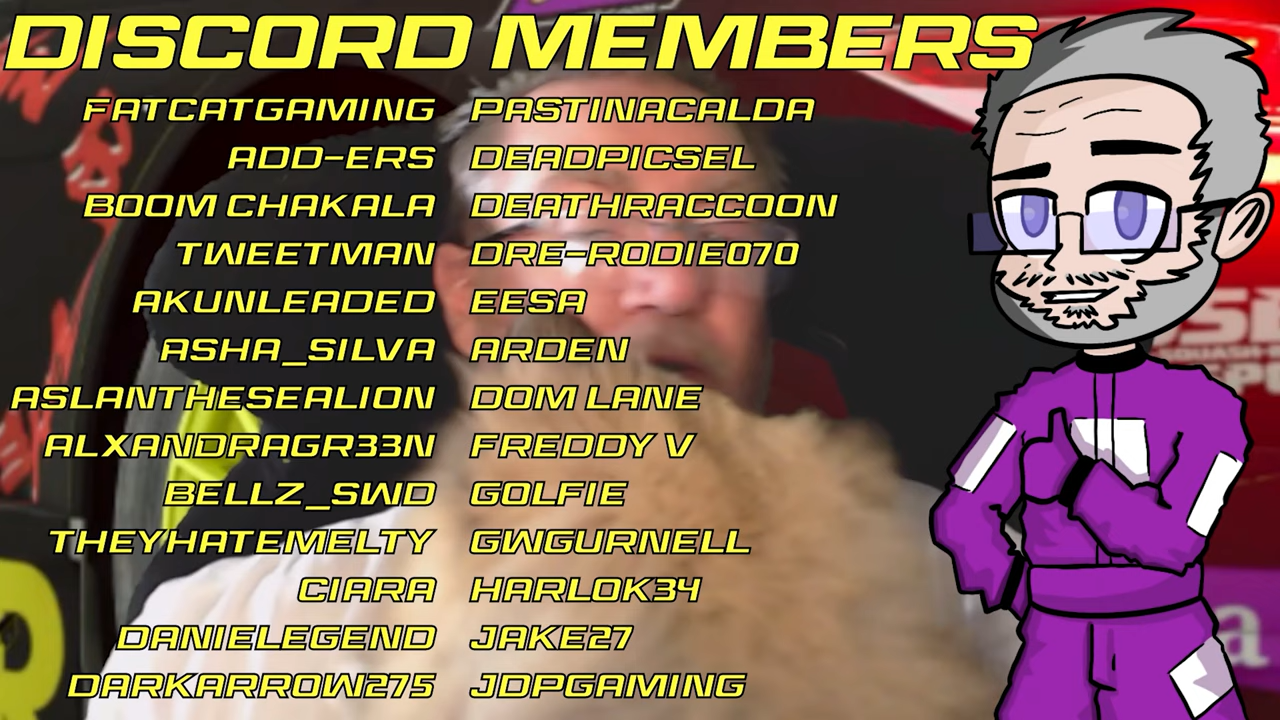 DISCORD MEMBERS
FATCATGAMING PASTINACALDA
ADD-ERS DEADPICSEL
BOOM CHAKALA DEATHRACCOON
TWEETMAN DRE-RODIE070
AKUNLEADED EESA
ASHA_SILVA ARDEN
ASLANTHESEALION DOM LANE
ALXANDRAGR33N FREDDY V
BELLZ_SWD GOLFIE
THEYHATEMELTY GWGURNELL
CIARA HARLOK34
DANIELEGEND JAKE27
DARKARROW275 JDPGAMING